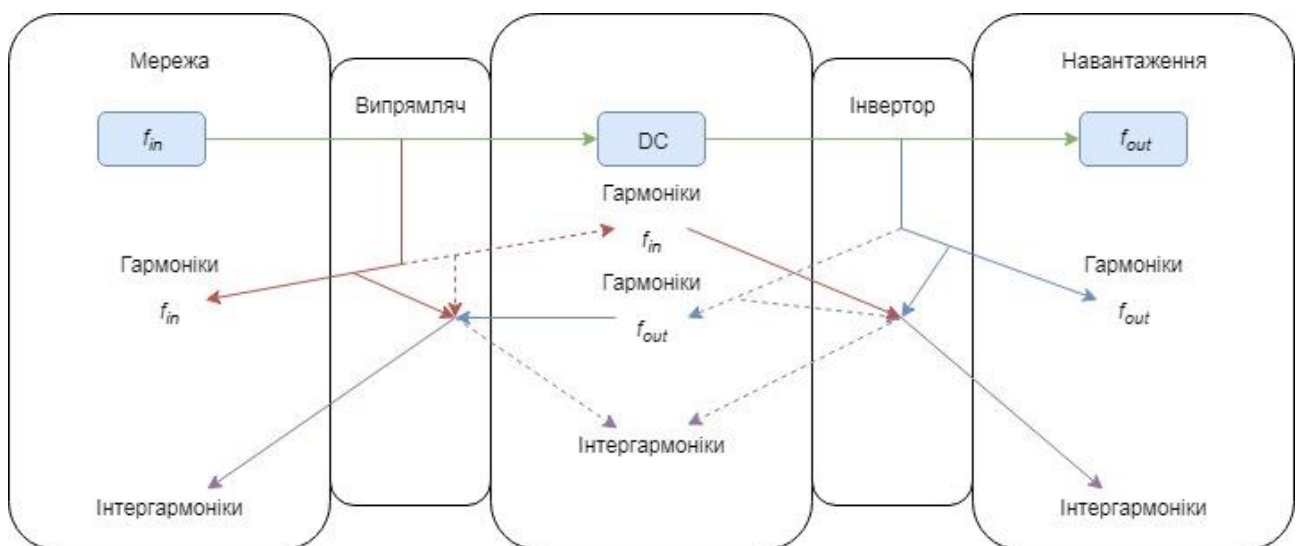 Мережа
Випрямляч
Інвертор
Навантаження
f_in
DC
f_out
Гармоніки
f_in
Гармоніки
f_out
Гармоніки
f_in
Гармоніки
f_out
Інтергармоніки
Інтергармоніки
Інтергармоніки